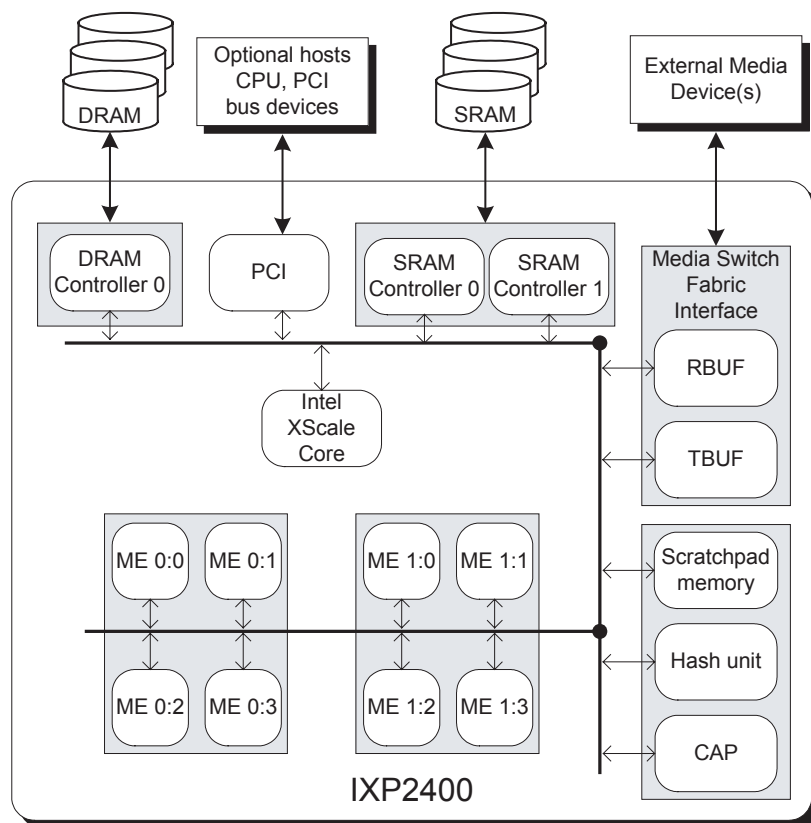 DRAM
Optional hosts
CPU, PCI
bus devices
SRAM
External Media
Device(s)
DRAM
Controller 0
PCI
SRAM
Controller 0
SRAM
Controller 1
Media Switch
Fabric
Interface
RBUF
TBUF
Intel
XScale
Core
ME 0:0
ME 0:1
ME 1:0
ME 1:1
Scratchpad
memory
Hash unit
ME 0:2
ME 0:3
ME 1:2
ME 1:3
CAP
IXP2400